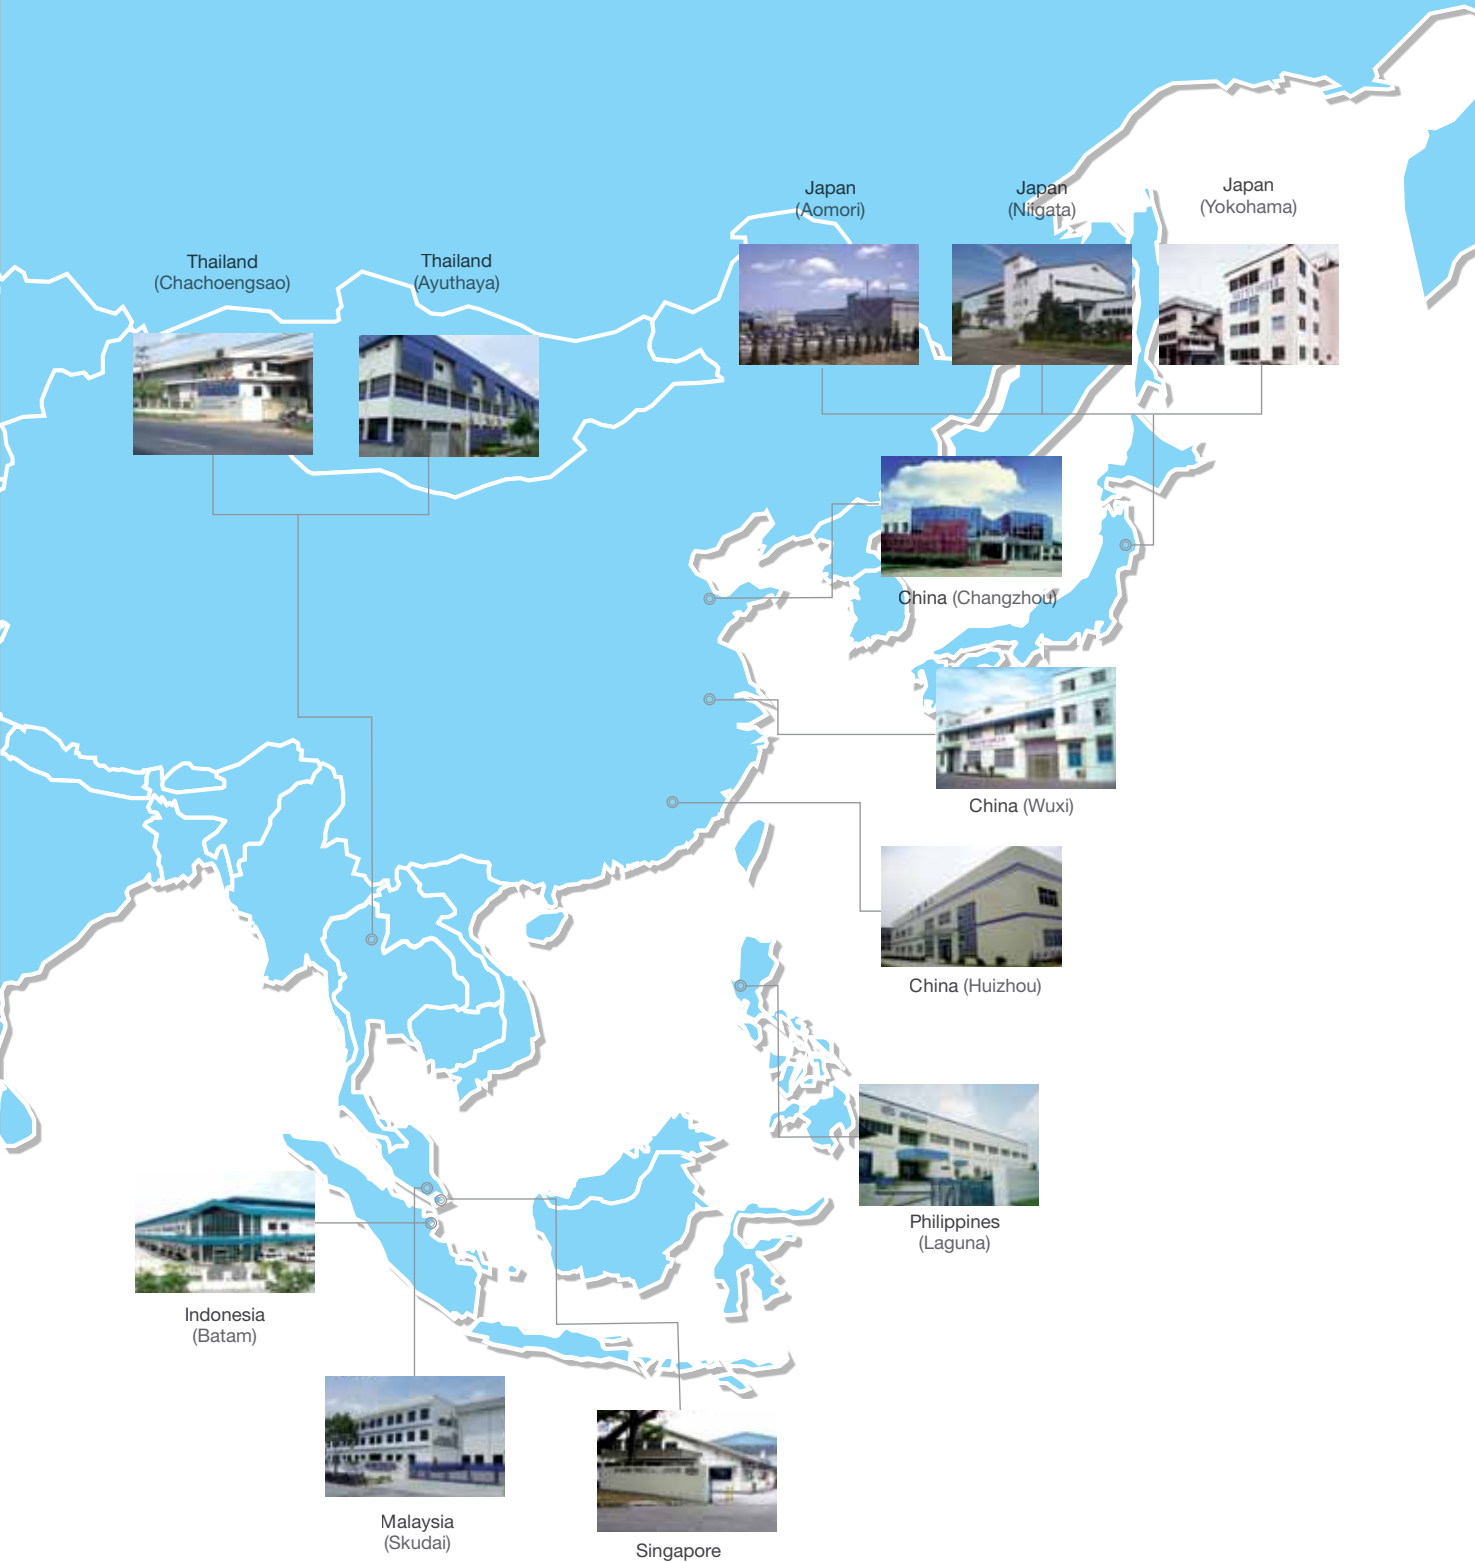 Japan
(Aomori)
Japan
(Niigata)
Japan
(Yokohama)
Thailand
(Chachoengsao)
Thailand
(Ayuthaya)
China (Changzhou)
China (Wuxi)
China (Huizhou)
Philippines
(Laguna)
Indonesia
(Batam)
Malaysia
(Skudai)
Singapore